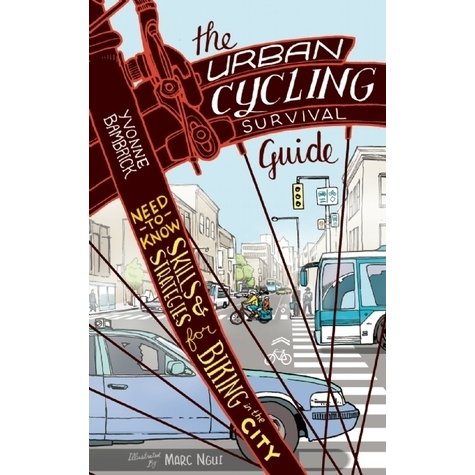 the
URBAN
CYCLING
SURVIVAL
Guide
YVONNE
BAMBRICK
NEED
-TO-
KNOW
SKILLS &
STRATEGIES
for
BIKING
in the
CITY
Illustrated
By MARC NGUI